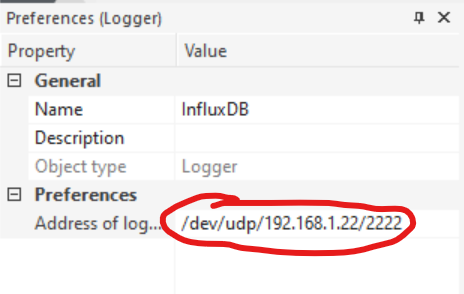 Preferences (Logger)
Property Value
General
Name InfluxDB
Description
Object type Logger
Preferences
Address of log... /dev/udp/192.168.1.22/2222